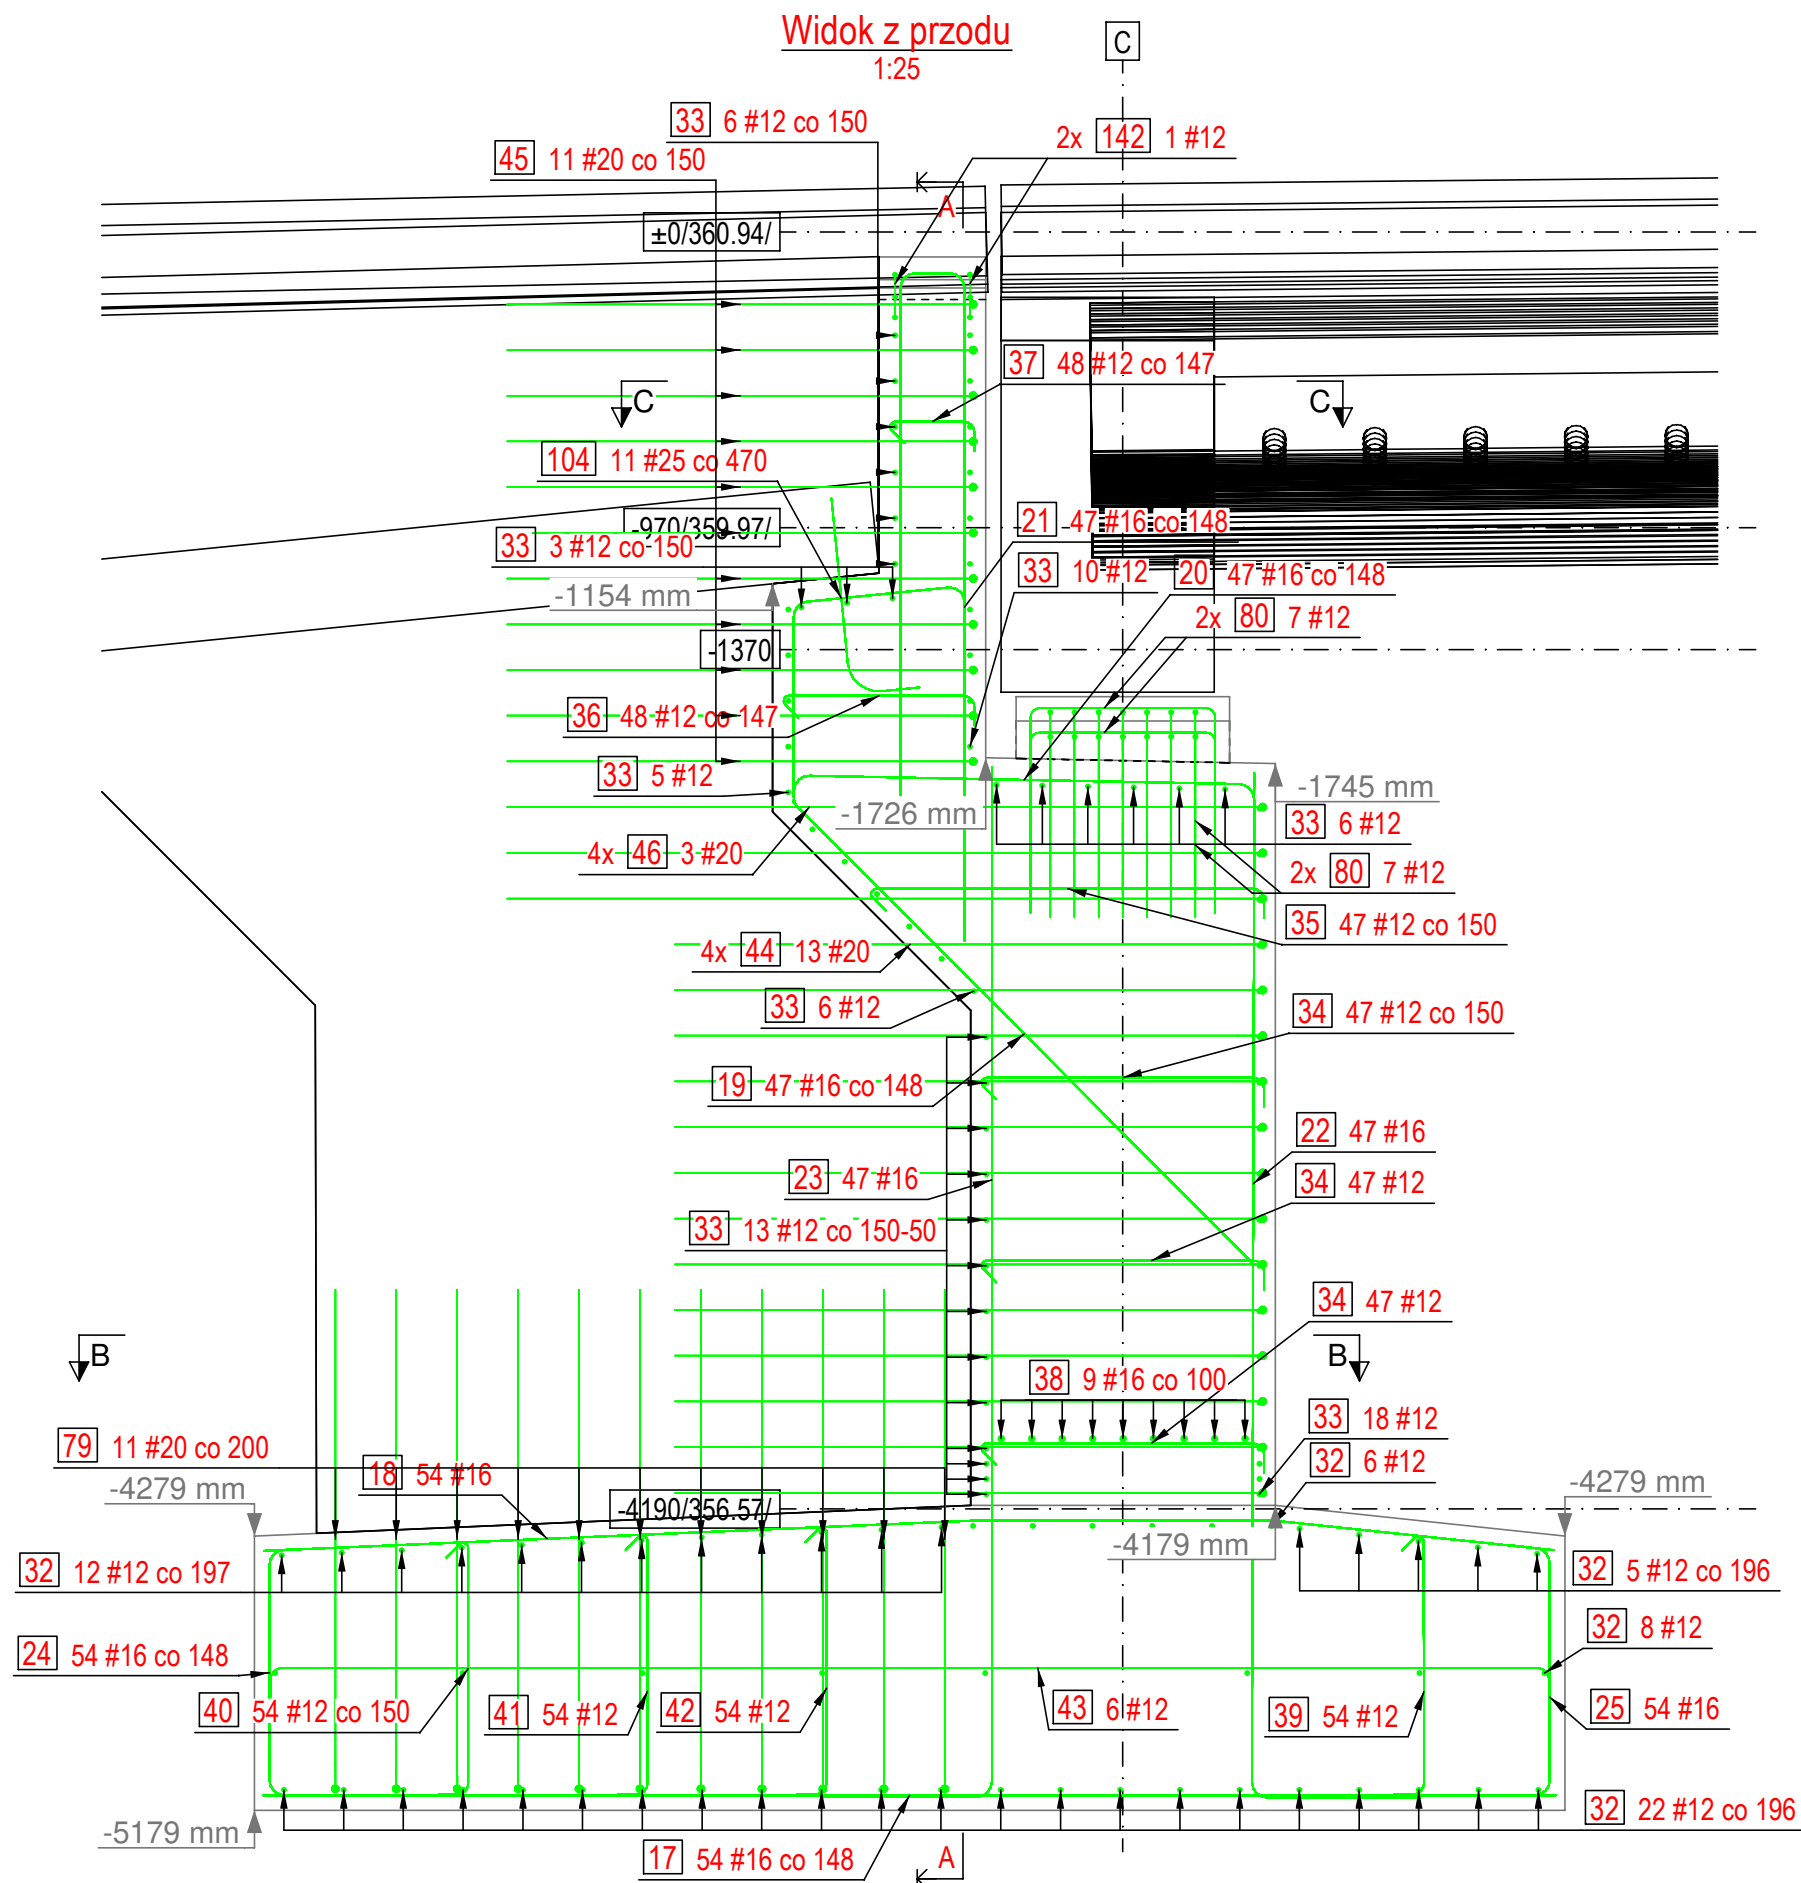 Widok z przodu
1:25
C
33 6 #12 co 150
2x 142 1 #12
45 11 #20 co 150
A
±0/360.94/
37 48 #12 co 147
C
C
104 11 #25 co 470
-970/359.97/
21 47 #16 co 148
33 3 #12 co 150
33 10 #12
20 47 #16 co 148
-1154 mm
2x 80 7 #12
-1370
36 48 #12 co 147
33 5 #12
-1745 mm
-1726 mm
33 6 #12
4x 46 3 #20
2x 80 7 #12
35 47 #12 co 150
4x 44 13 #20
33 6 #12
34 47 #12 co 150
19 47 #16 co 148
22 47 #16
23 47 #16
34 47 #12
33 13 #12 co 150-50
34 47 #12
B
B
38 9 #16 co 100
33 18 #12
79 11 #20 co 200
18 54 #16
32 6 #12
-4279 mm
-4279 mm
-4190/356.57/
-4179 mm
32 12 #12 co 197
32 5 #12 co 196
32 8 #12
24 54 #16 co 148
40 54 #12 co 150
41 54 #12
42 54 #12
43 6 #12
39 54 #12
25 54 #16
32 22 #12 co 196
-5179 mm
17 54 #16 co 148
A